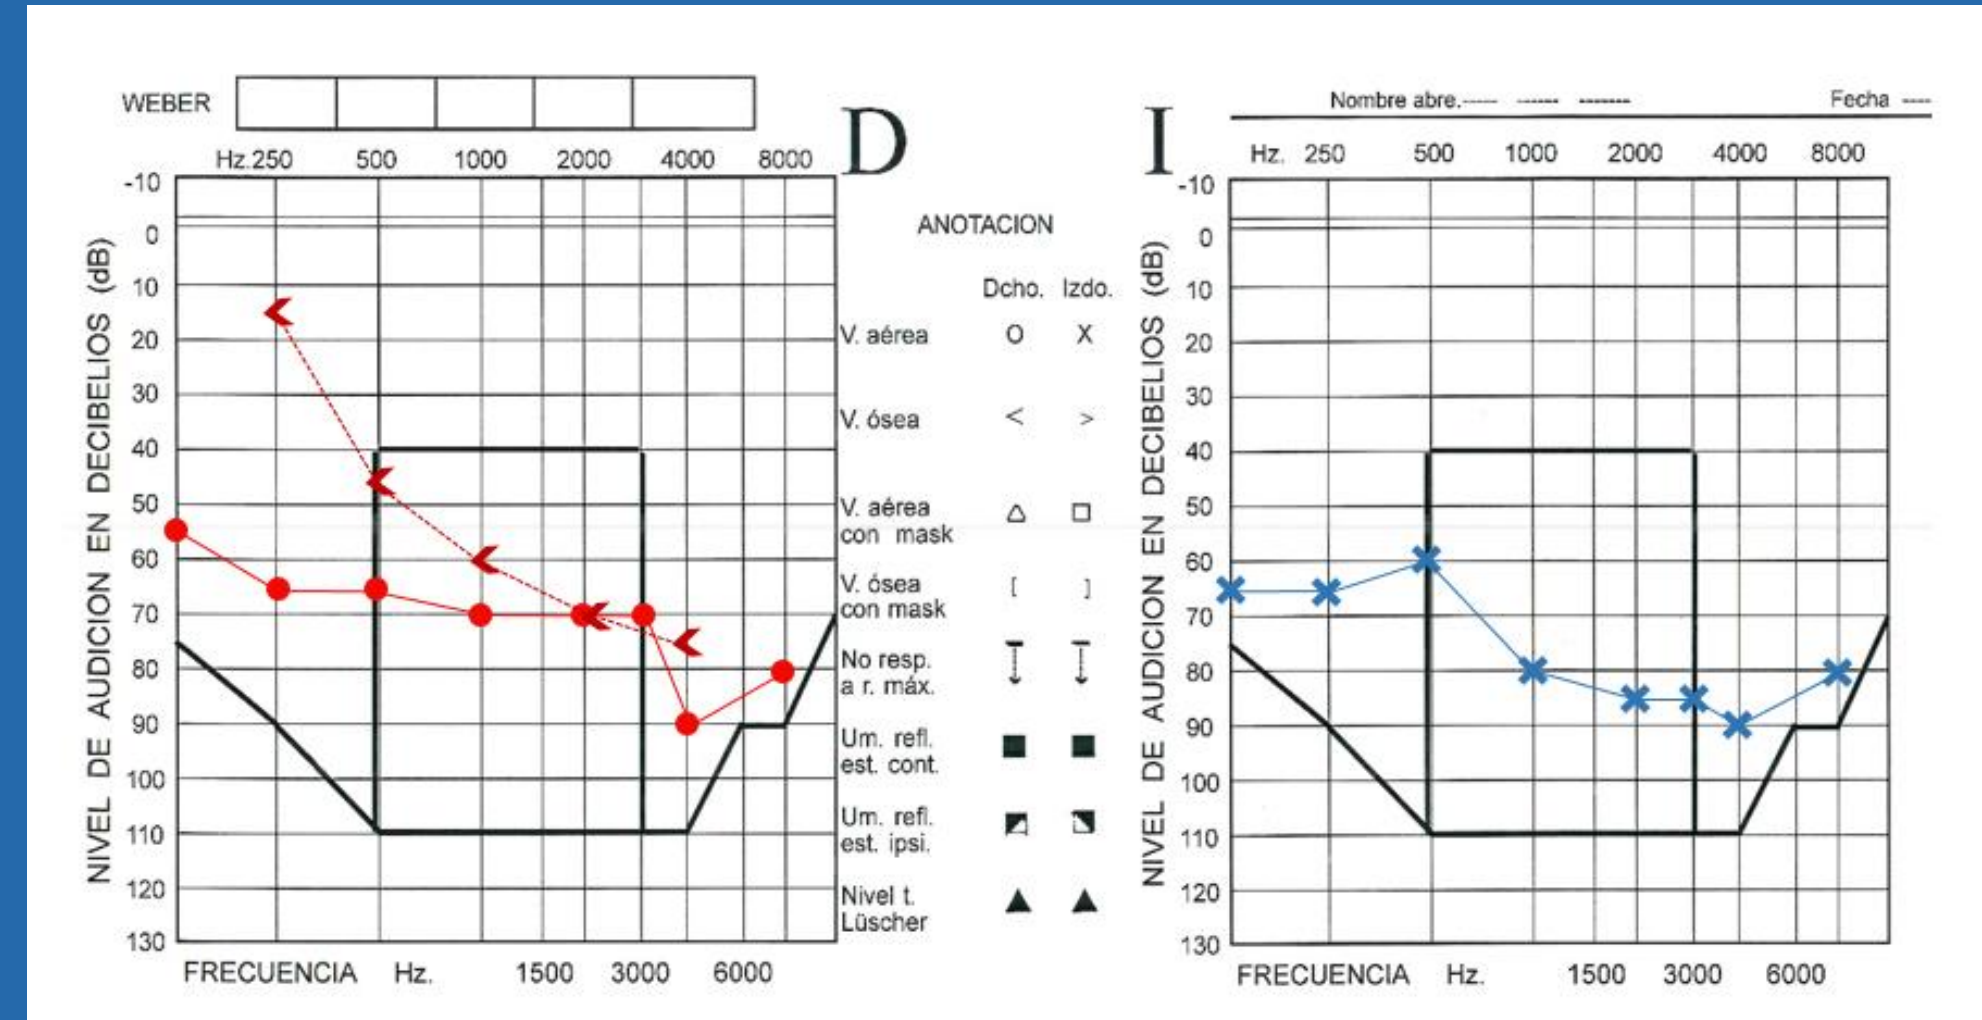 WEBER
D
Hz.250 500 1000 2000 4000 8000
-10
0
10
20
30
40
50
60
70
80
90
100
110
120
130
NIVEL DE AUDICION EN DECIBELIOS (dB)
FRECUENCIA Hz. 1500 3000 6000
ANOTACION
Dcho. Izdo.
V. aérea O X
V. ósea < >
V. aérea
con mask
V. ósea [ ]
con mask
No resp.
a r. máx.
Um. refl.
est. cont.
Um. refl.
est. ipsi.
Nivel t.
Lüscher
I
Nombre abre. Fecha
Hz. 250 500 1000 2000 4000 8000
-10
0
10
20
30
40
50
60
70
80
90
100
110
120
130
NIVEL DE AUDICION EN DECIBELIOS (dB)
FRECUENCIA Hz. 1500 3000 6000